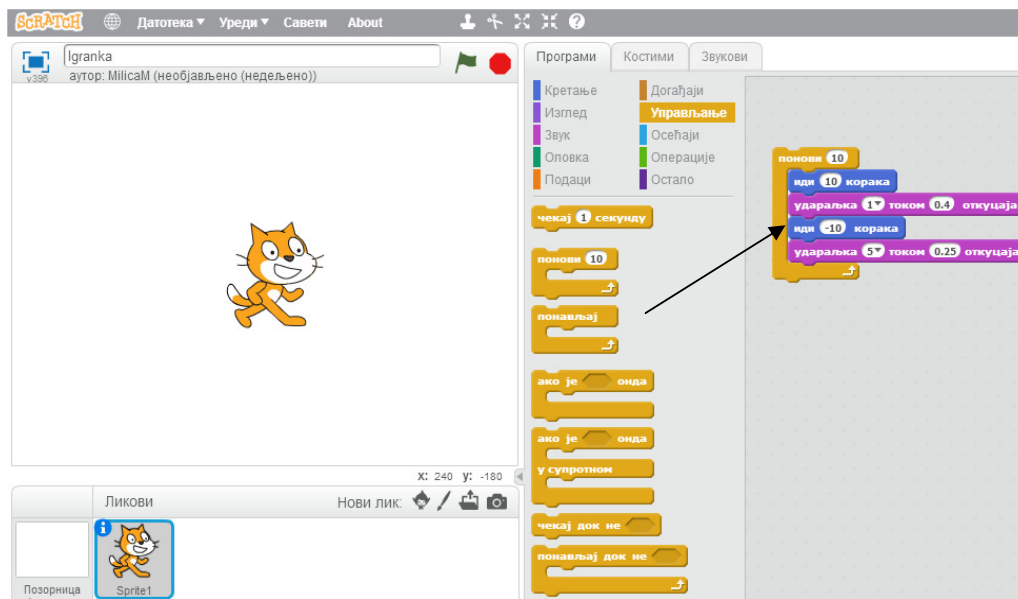 SCRATCH Датотека Уреди Савети About
Igranka
v396 аутор: MilicaM (необјављено (недељено))
Програми Костими Звукови
Кретање Догађаји
Изглед Управљање
Звук Осећаји
Оловка Операције
Подаци Остало
чекај 1 секунду
понови 10
понављај
ако је онда
ако је онда
у супротном
чекај док не
понављај док не
понови 10
иди 10 корака
удараљка 1 током 0.4 откуцаја
иди -10 корака
удараљка 5 током 0.25 откуцаја
x: 240 y: -180
Ликови Нови лик:
Позорница Sprite1